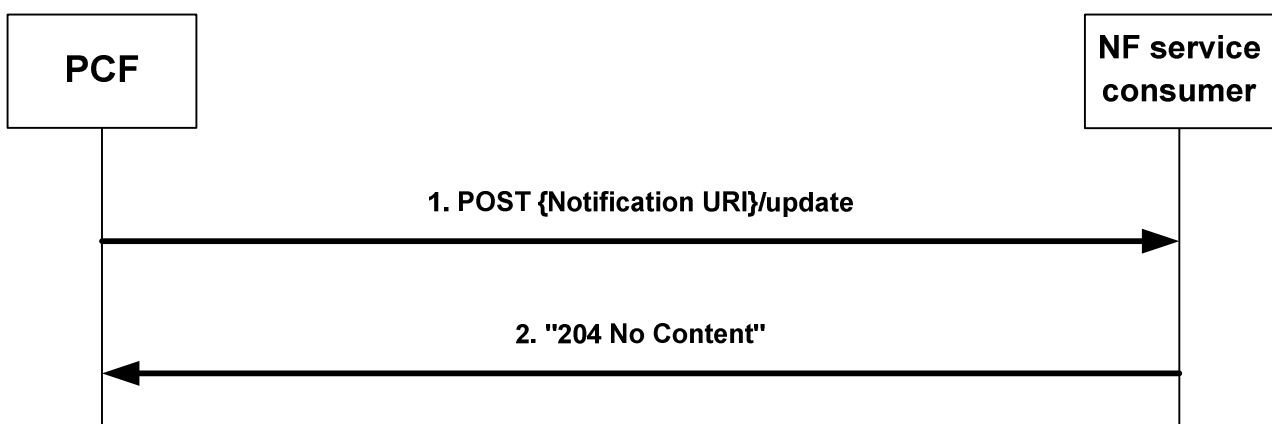 PCF
NF service
consumer
1. POST {Notification URI}/update
2. "204 No Content"